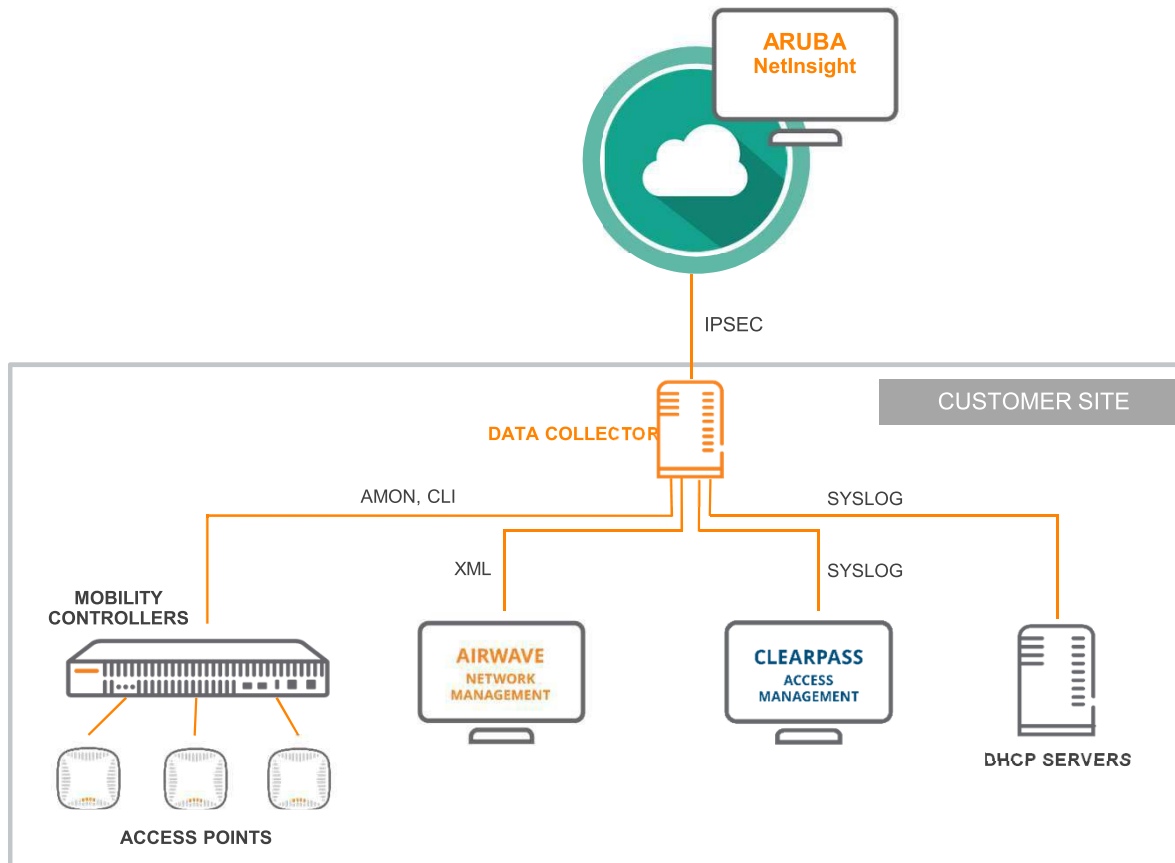 ARUBA
NetInsight
IPSEC
CUSTOMER SITE
DATA COLLECTOR
AMON, CLI
SYSLOG
XML
SYSLOG
MOBILITY
CONTROLLERS
AIRWAVE
NETWORK
MANAGEMENT
CLEARPASS
ACCESS
MANAGEMENT
DHCP SERVERS
ACCESS POINTS